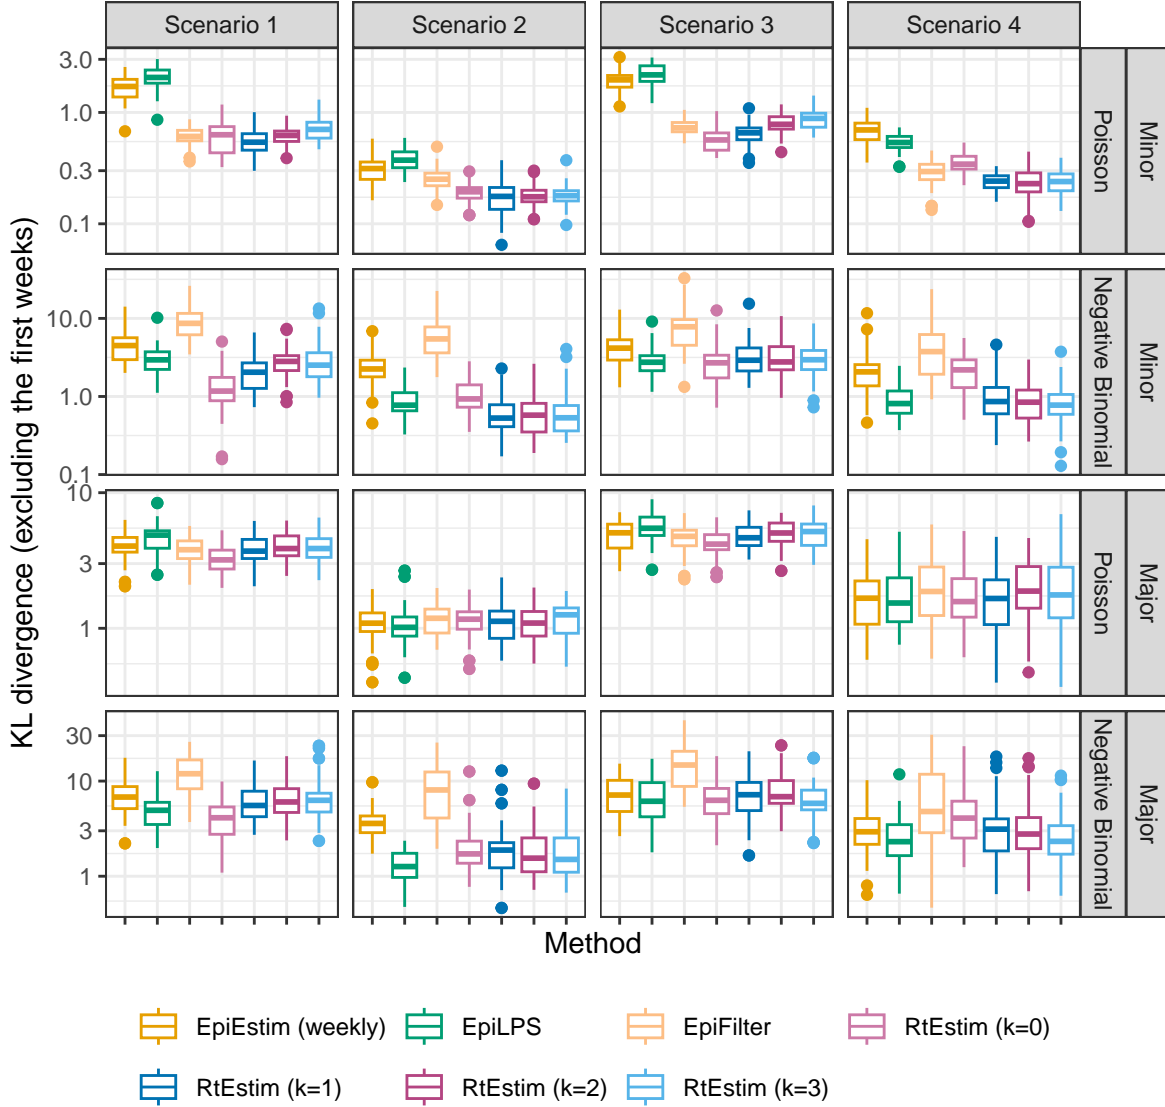 Scenario 1 Scenario 2 Scenario 3 Scenario 4
KL divergence (excluding the first weeks)
3.0
1.0
0.3
0.1
Poisson
Minor
10.0
1.0
0.1
Negative Binomial
Minor
10
3
1
Poisson
Major
30
10
3
1
Negative Binomial
Major
Method
EpiEstim (weekly) EpiLPS EpiFilter RtEstim (k=0)
RtEstim (k=1) RtEstim (k=2) RtEstim (k=3)